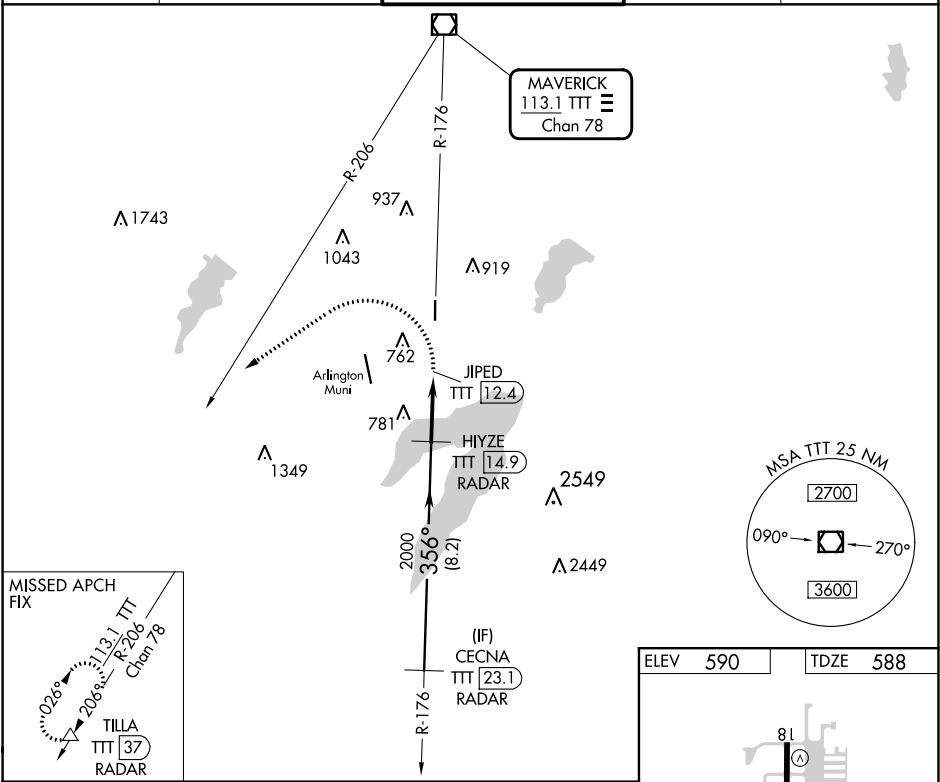 MAVERICK
113.1 TTT
Chan 78
R-206
R-176
1743
937
1043
919
762
Arlington
Muni
JIPED
TTT 12.4
781
HIYZE
TTT 14.9
RADAR
1349
2549
2449
2000
356°
(8.2)
MSA TTT 25 NM
2700
090°
270°
3600
(IF)
CECNA
TTT 23.1
RADAR
R-176
MISSED APCH
FIX
113.1 TTT
R-206
Chan 78
026°
206°
TILLA
TTT 37
RADAR
ELEV 590
TDZE 588
18
A